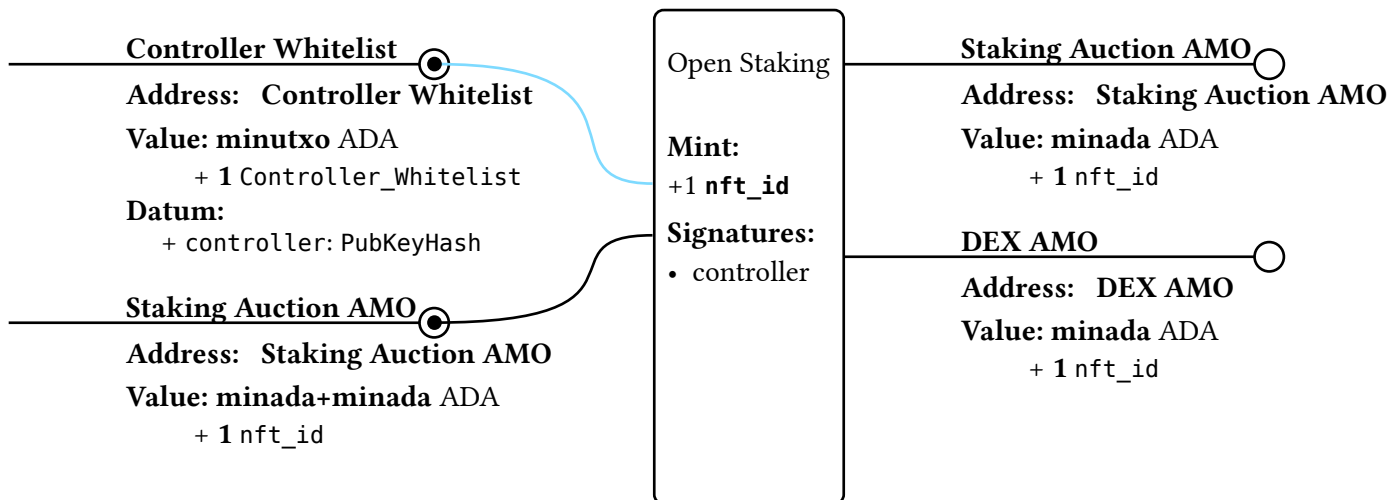 Controller Whitelist
Address: Controller Whitelist
Value: minutxo ADA
+ 1 Controller_Whitelist
Datum:
+ controller: PubKeyHash
Staking Auction AMO
Address: Staking Auction AMO
Value: minada+minada ADA
+ 1 nft_id
Open Staking
Mint:
+1 nft_id
Signatures:
• controller
Staking Auction AMO
Address: Staking Auction AMO
Value: minada ADA
+ 1 nft_id
DEX AMO
Address: DEX AMO
Value: minada ADA
+ 1 nft_id